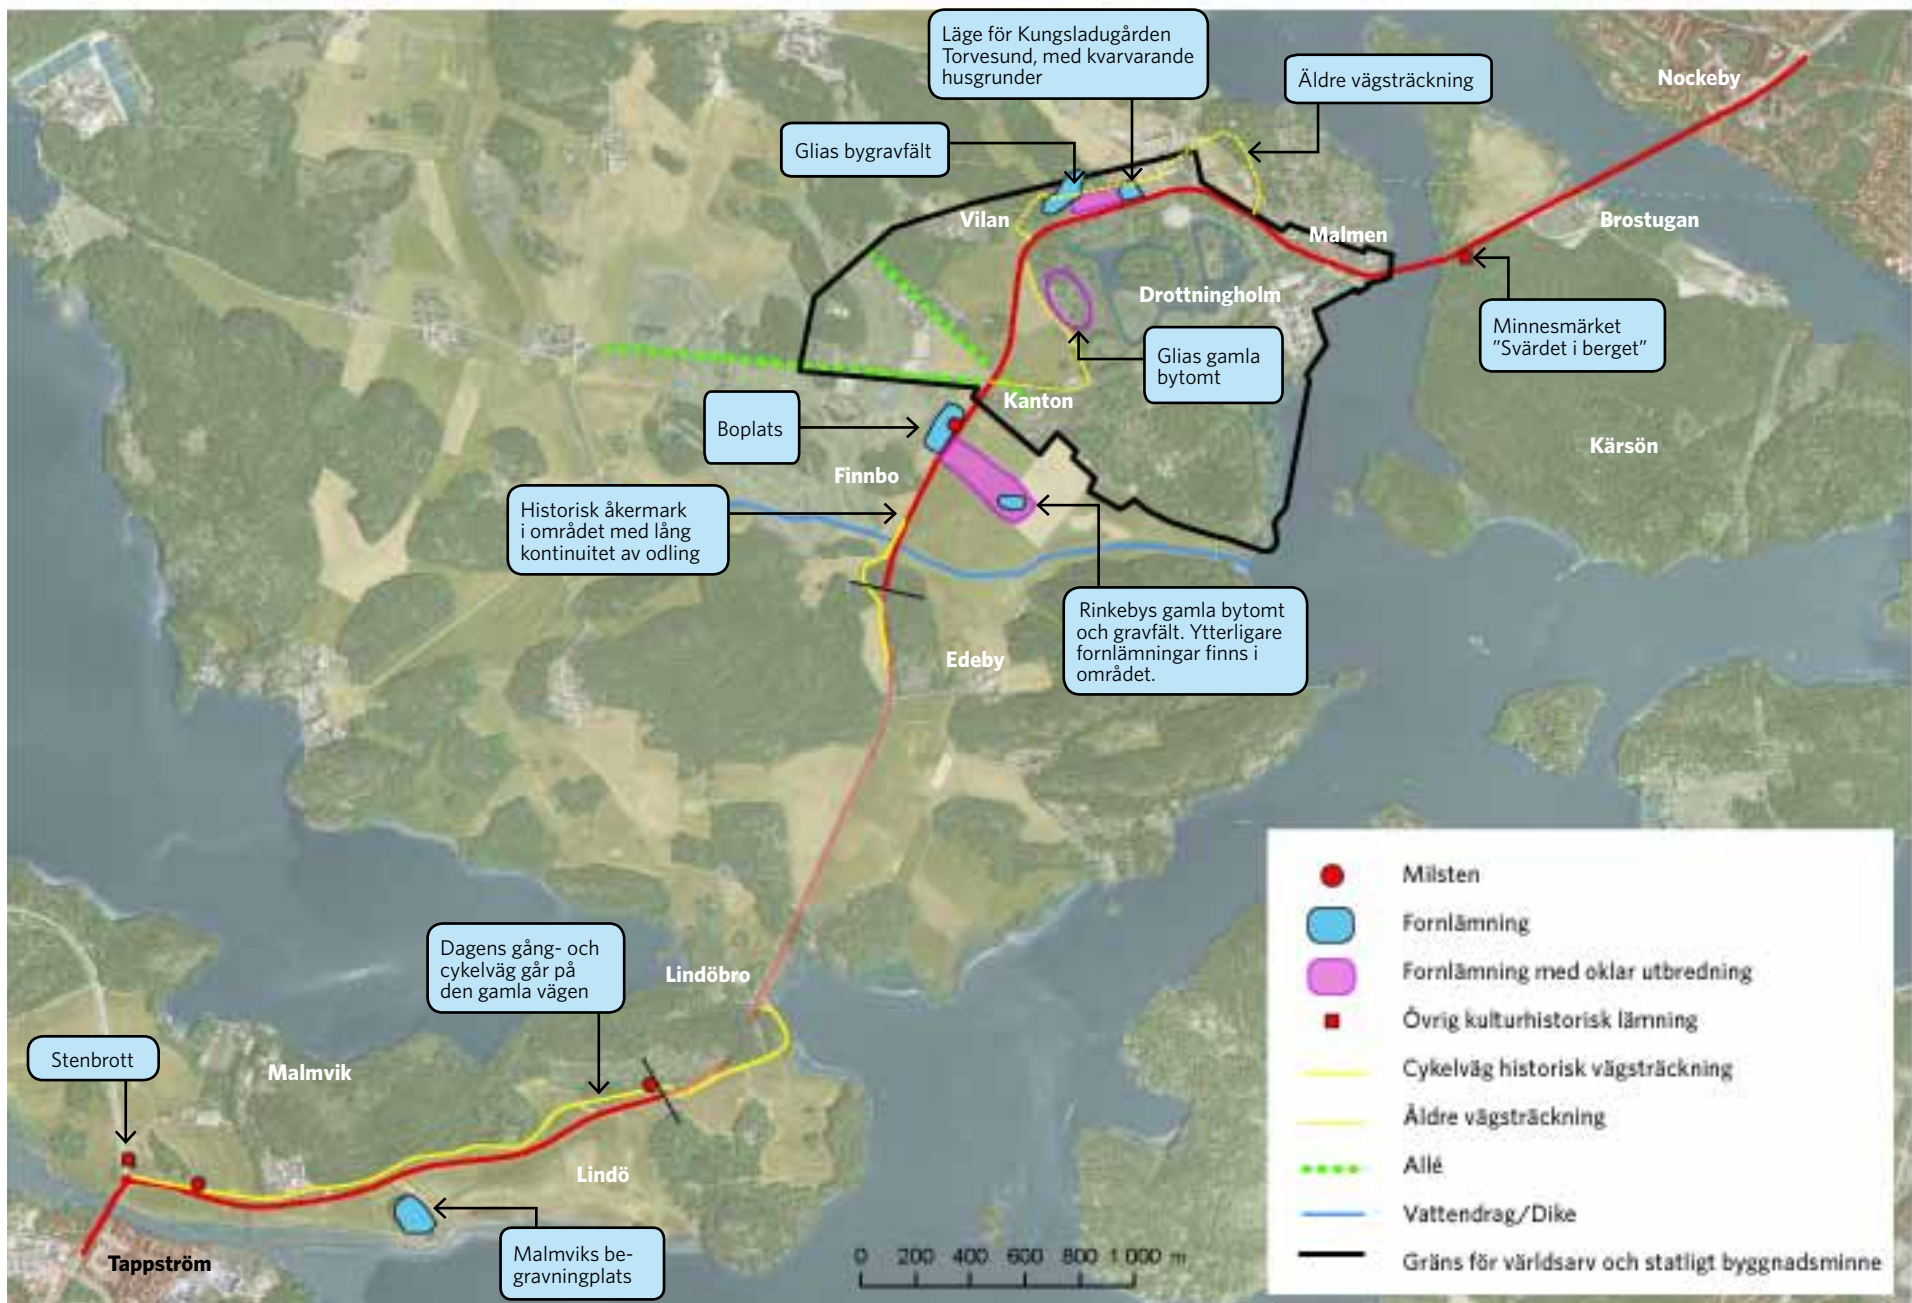 Läge för Kungsladugården
Torvesund, med kvarvarande
husgrunder
Äldre vägsträckning
Nockeby
Glias bygravfält
Vilan
Malmen
Brostugan
Drottningholm
Minnesmärket
"Svärdet i berget"
Glias gamla
bytomt
Kanton
Boplats
Kärsön
Finnbo
Historisk åkermark
i området med lång
kontinuitet av odling
Rinkebys gamla bytomt
och gravfält. Ytterligare
fornlämningar finns i
området.
Edeby
Dagens gång- och
cykelväg går på
den gamla vägen
Lindöbro
Stenbrott
Malmvik
Lindö
Malmviks be-
gravningplats
Tappström
0 200 400 600 800 1 000 m
Milsten
Fornlämning
Fornlämning med oklar utbredning
Övrig kulturhistorisk lämning
Cykelväg historisk vägsträckning
Äldre vägsträckning
Allé
Vattendrag/Dike
Gräns för världsarv och statligt byggnadsminne